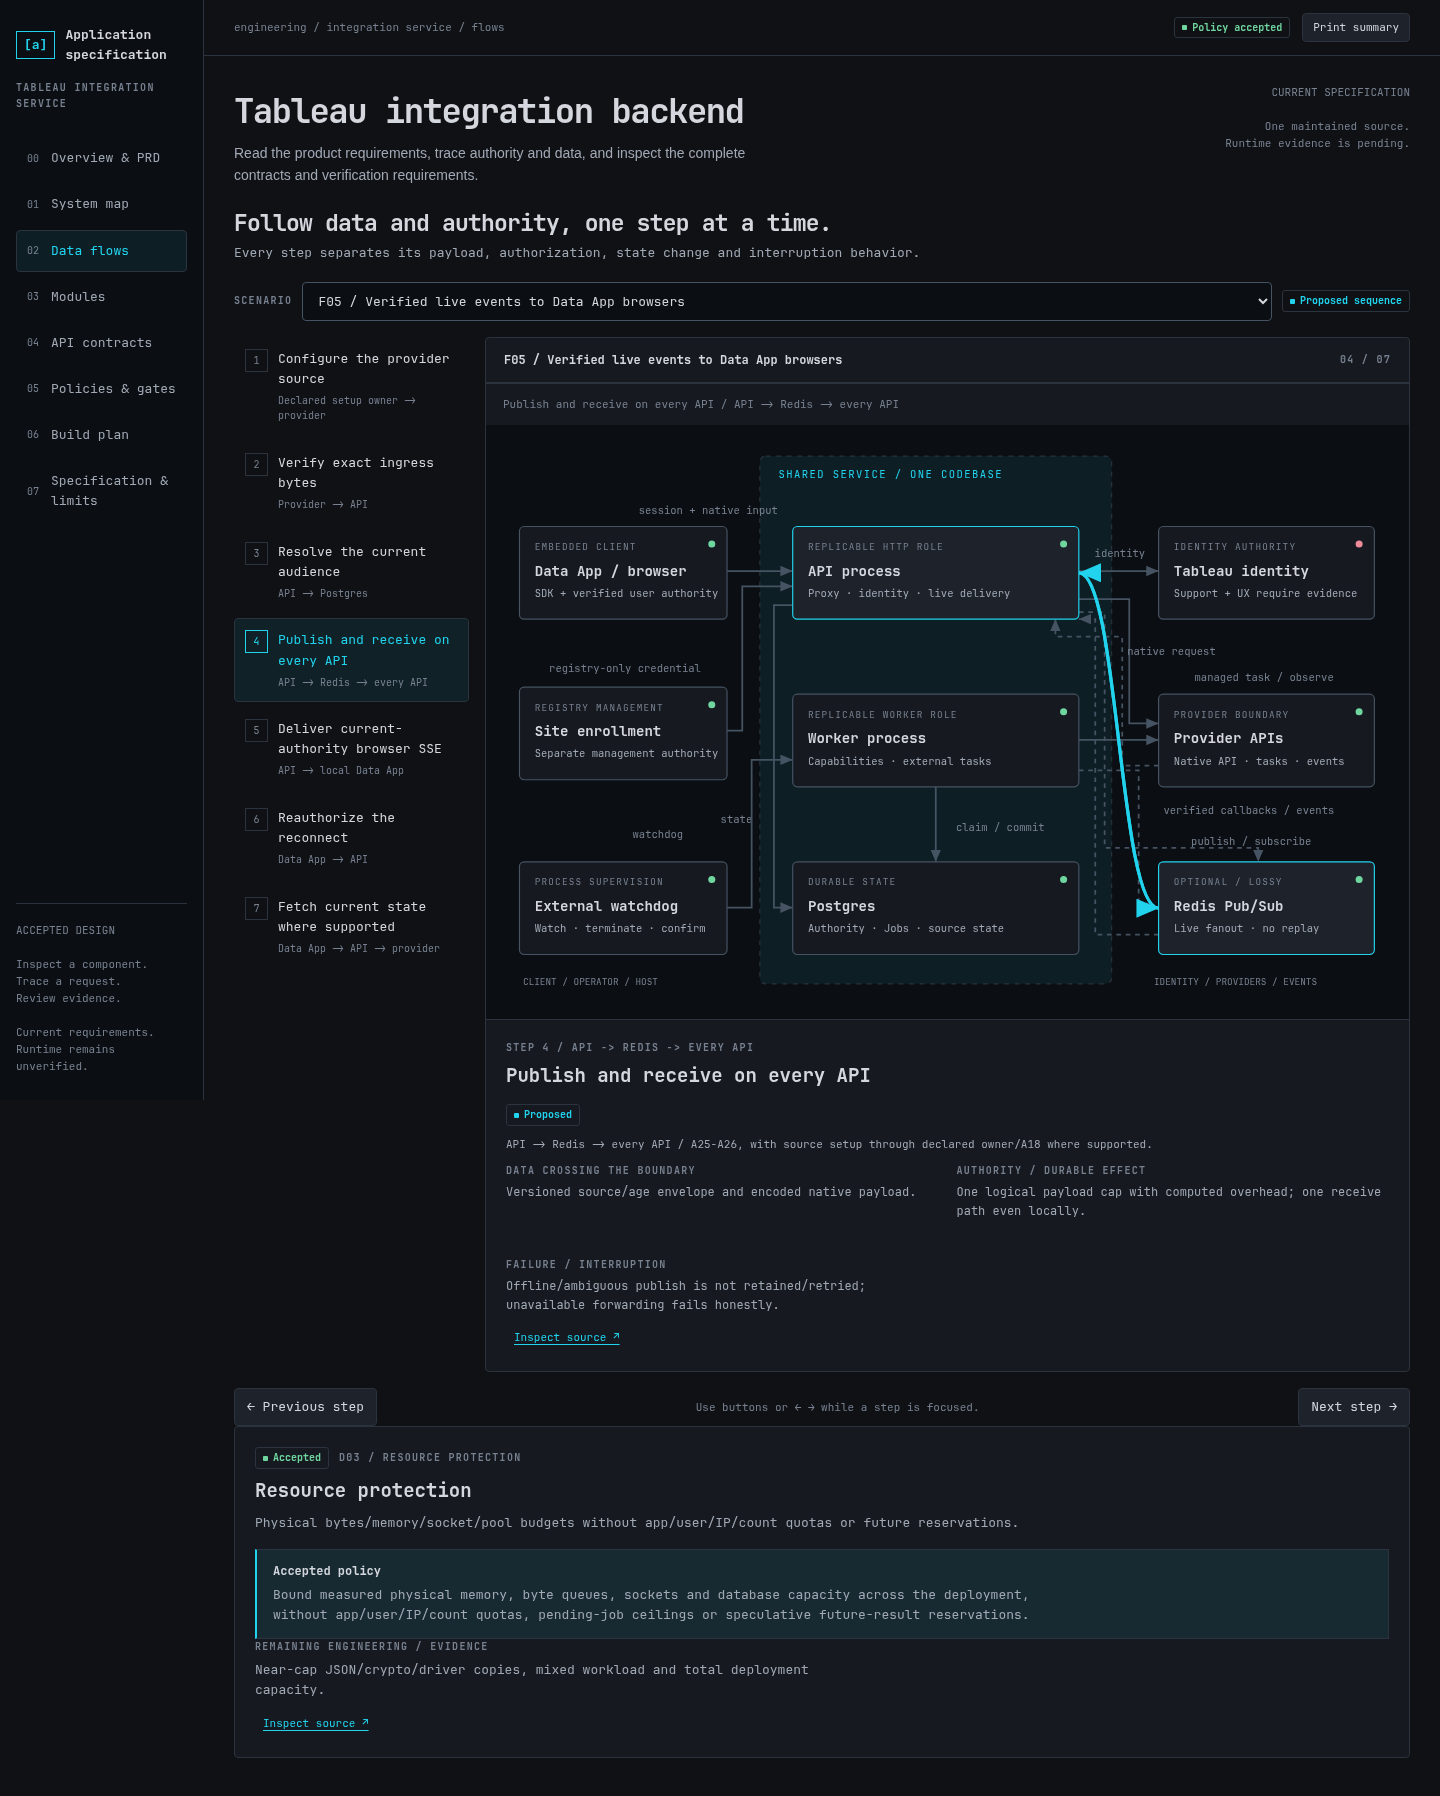 [a]
Application
specification
TABLEAU INTEGRATION
SERVICE
00 Overview & PRD
01 System map
02 Data flows
03 Modules
04 API contracts
05 Policies & gates
06 Build plan
07 Specification &
limits
ACCEPTED DESIGN
Inspect a component.
Trace a request.
Review evidence.
Current requirements.
Runtime remains
unverified.
engineering / integration service / flows
Policy accepted
Print summary
Tableau integration backend
Read the product requirements, trace authority and data, and inspect the complete
contracts and verification requirements.
CURRENT SPECIFICATION
One maintained source.
Runtime evidence is pending.
Follow data and authority, one step at a time.
Every step separates its payload, authorization, state change and interruption behavior.
SCENARIO
F05 / Verified live events to Data App browsers
Proposed sequence
1 Configure the provider
source
Declared setup owner →
provider
2 Verify exact ingress
bytes
Provider → API
3 Resolve the current
audience
API → Postgres
4 Publish and receive on
every API
API → Redis → every API
5 Deliver current-
authority browser SSE
API → local Data App
6 Reauthorize the
reconnect
Data App → API
7 Fetch current state
where supported
Data App → API → provider
F05 / Verified live events to Data App browsers
04 / 07
Publish and receive on every API / API → Redis → every API
SHARED SERVICE / ONE CODEBASE
session + native input
EMBEDDED CLIENT
Data App / browser
SDK + verified user authority
REPLICABLE HTTP ROLE
API process
Proxy · identity · live delivery
identity
IDENTITY AUTHORITY
Tableau identity
Support + UX require evidence
native request
registry-only credential
managed task / observe
REGISTRY MANAGEMENT
Site enrollment
Separate management authority
REPLICABLE WORKER ROLE
Worker process
Capabilities · external tasks
PROVIDER BOUNDARY
Provider APIs
Native API · tasks · events
verified callbacks / events
state
claim / commit
watchdog
publish / subscribe
PROCESS SUPERVISION
External watchdog
Watch · terminate · confirm
DURABLE STATE
Postgres
Authority · Jobs · source state
OPTIONAL / LOSSY
Redis Pub/Sub
Live fanout · no replay
CLIENT / OPERATOR / HOST
IDENTITY / PROVIDERS / EVENTS
STEP 4 / API -> REDIS -> EVERY API
Publish and receive on every API
Proposed
API → Redis → every API / A25-A26, with source setup through declared owner/A18 where supported.
DATA CROSSING THE BOUNDARY
Versioned source/age envelope and encoded native payload.
AUTHORITY / DURABLE EFFECT
One logical payload cap with computed overhead; one receive
path even locally.
FAILURE / INTERRUPTION
Offline/ambiguous publish is not retained/retried;
unavailable forwarding fails honestly.
Inspect source ↗
← Previous step
Use buttons or ← → while a step is focused.
Next step →
Accepted
D03 / RESOURCE PROTECTION
Resource protection
Physical bytes/memory/socket/pool budgets without app/user/IP/count quotas or future reservations.
Accepted policy
Bound measured physical memory, byte queues, sockets and database capacity across the deployment,
without app/user/IP/count quotas, pending-job ceilings or speculative future-result reservations.
REMAINING ENGINEERING / EVIDENCE
Near-cap JSON/crypto/driver copies, mixed workload and total deployment
capacity.
Inspect source ↗